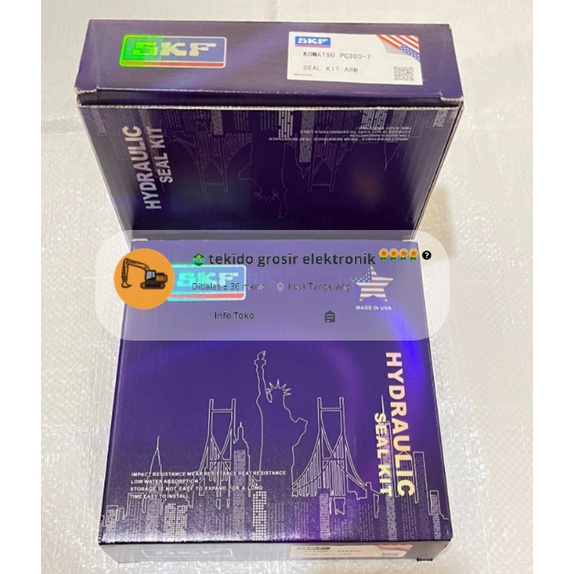 SKF
SKF
KOMATSU PC200-7
SEAL KIT ARM
HYDRAULIC
SEAL KIT
tekido grosir elektronik
SKF
Dibalas ± 36 menit
Kota Tangerang
MADE IN USA
Info Toko
HYDRAULIC
SEAL KIT
IMPACT RESISTANCE WEAR RESISTANCE HEAT RESISTANCE
LOW WATER ABSORPTION
STORAGE IS NOT EASY TO EXPAND FOR A LONG
TIME EASY TO INSTALL
SKF